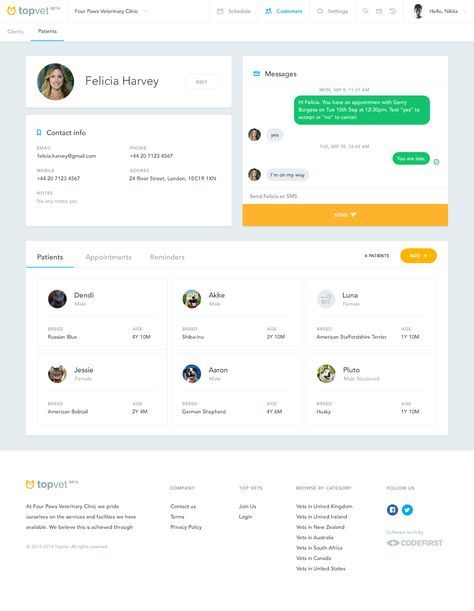 topvet BETA
Four Paws Veterinary Clinic
Schedule
Customers
Settings
Hello, Nikita
Clients
Patients
Felicia Harvey
EDIT
Contact info
EMAIL
felicia.harvey@gmail.com
PHONE
+44 20 7123 4567
MOBILE
+44 20 7123 4567
ADDRES
24 River Street, London. 1EC1R 1XN
NOTES
No any notes yet.
Messages
MON, SEP 9, 11:21 AM
Hi Felicia. You have an appointmen with Gerry
Burgess on Tue 10th Sep at 12:30pm. Text "yes" to
accept or "no" to cancel.
yes
TUE, SEP 10, 12:42 AM
You are late.
I'm on my way
Send Felicia an SMS
SEND
Patients
Appointments
Reminders
6 PATIENTS
ADD +
Dendi
Male
BREED
Russian Blue
AGE
4Y 10M
Akke
Male
BREED
Shiba-inu
AGE
2Y 10M
Luna
Female
BREED
American Staffordshire Terrier
AGE
1Y 10M
Jessie
Female
BREED
American Bobtail
AGE
2Y 4M
Aaron
Male
BREED
German Shepherd
AGE
4Y 6M
Pluto
Male Neutered
BREED
Husky
AGE
1Y 10M
topvet BETA
At Four Paws Veterinary Clinic we pride
ourselves on the services and facilities we have
available. We believe this is achieved through
© 2015-2016 TopVet. All rights reserved.
COMPANY
Contact us
Terms
Privacy Policy
TOP VETS
Join Us
Login
BROWSE BY CATEGORY
Vets in United Kingdom
Vets in United Ireland
Vets in New Zealand
Vets in Australia
Vets in South Africa
Vets in Canada
Vets in United States
FOLLOW US
Software built by
CODEFIRST